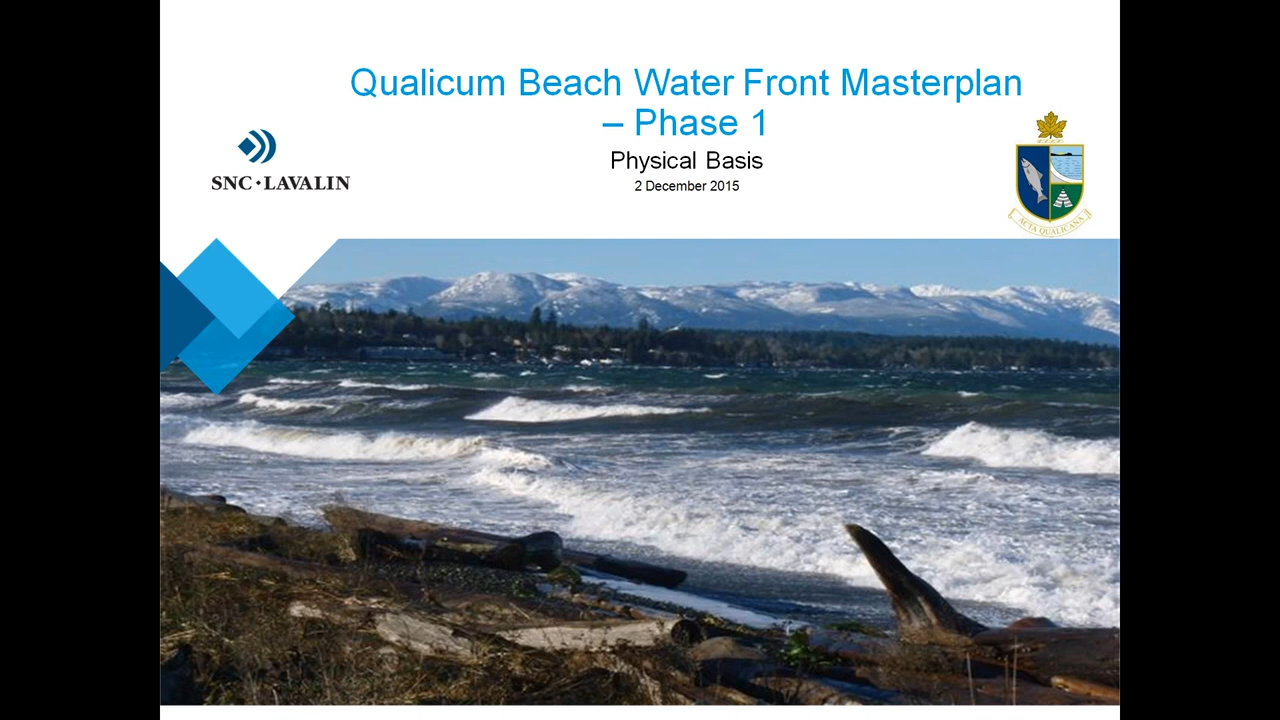 Qualicum Beach Water Front Masterplan
– Phase 1
Physical Basis
2 December 2015
SNC•LAVALIN
ACTA QUALICANA